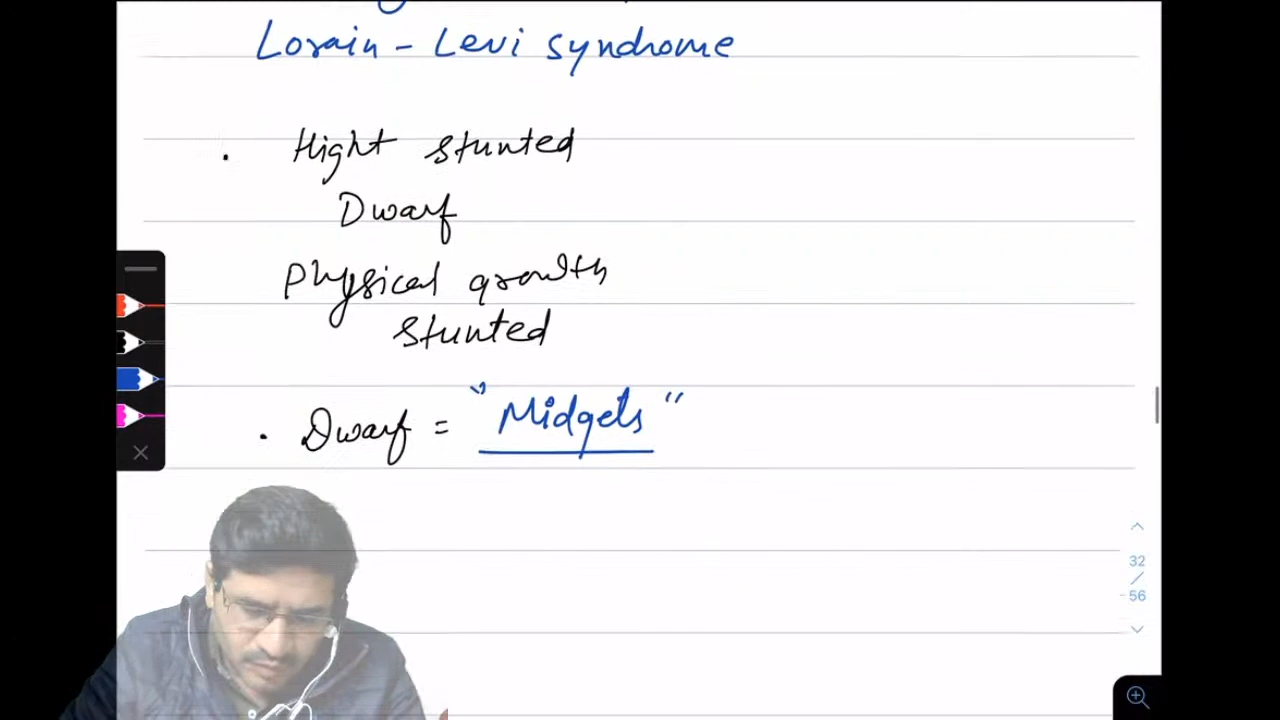 Lorain - Levi syndrome
. Hight stunted
Dwarf
Physical growth
stunted
. Dwarf = "Midgets"
32
/
56